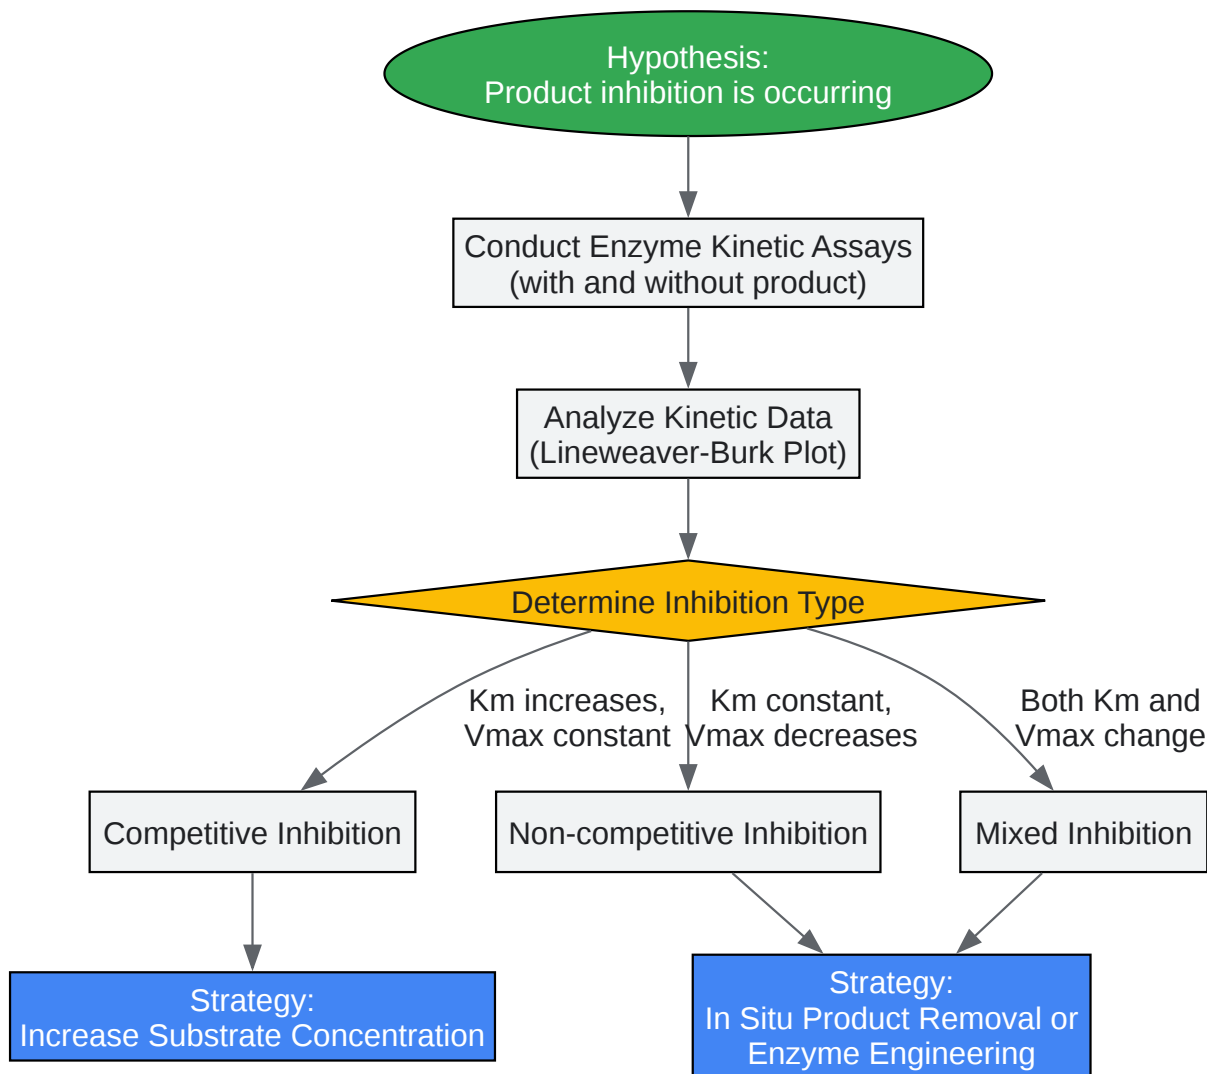 Hypothesis:
Product inhibition is occurring
Conduct Enzyme Kinetic Assays
(with and without product)
Analyze Kinetic Data
(Lineweaver-Burk Plot)
Determine Inhibition Type
Km increases,
Vmax constant
Km constant,
Vmax decreases
Both Km and
Vmax change
Competitive Inhibition
Non-competitive Inhibition
Mixed Inhibition
Strategy:
Increase Substrate Concentration
Strategy:
In Situ Product Removal or
Enzyme Engineering